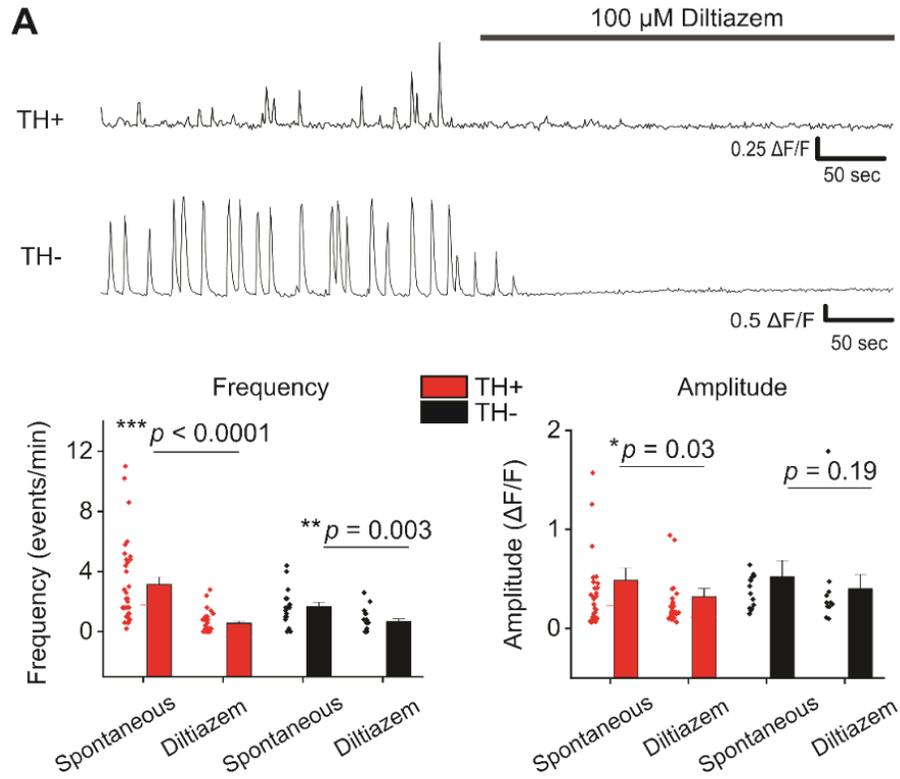 A
100 µM Diltiazem
TH+
0.25 ΔF/F
50 sec
TH-
0.5 ΔF/F
50 sec
Frequency
TH+
TH-
Amplitude
Frequency (events/min)
12
8
4
0
*** p < 0.0001
** p = 0.003
Spontaneous
Diltiazem
Spontaneous
Diltiazem
Amplitude (ΔF/F)
2
1
0
* p = 0.03
p = 0.19
Spontaneous
Diltiazem
Spontaneous
Diltiazem